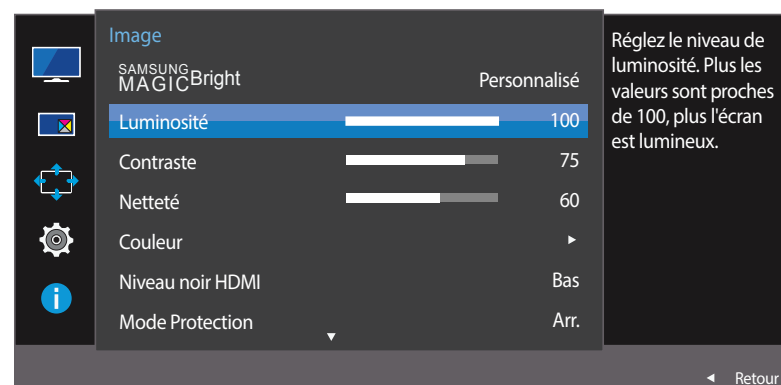 Image
SAMSUNG
MAGICBright Personnalisé
Luminosité 100
Contraste 75
Netteté 60
Couleur ►
Niveau noir HDMI Bas
Mode Protection Arr.
▼
Réglez le niveau de
luminosité. Plus les
valeurs sont proches
de 100, plus l'écran
est lumineux.
◄ Retour